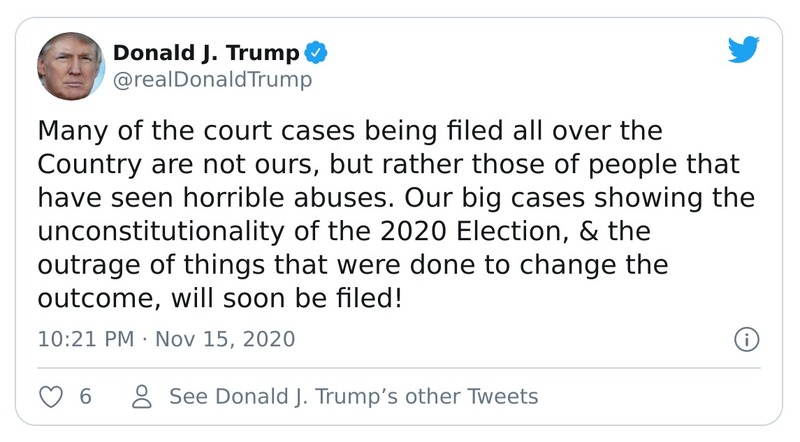 Donald J. Trump
@realDonaldTrump
Many of the court cases being filed all over the
Country are not ours, but rather those of people that
have seen horrible abuses. Our big cases showing the
unconstitutionality of the 2020 Election, & the
outrage of things that were done to change the
outcome, will soon be filed!
10:21 PM · Nov 15, 2020
6 See Donald J. Trump’s other Tweets